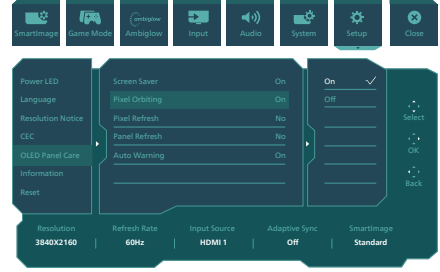 SmartImage
Game Mode
ambiglow
Ambiglow
Input
Audio
System
Setup
Close
Power LED
Language
Resolution Notice
CEC
OLED Panel Care
Information
Reset
Screen Saver On
Pixel Orbiting On
Pixel Refresh No
Panel Refresh No
Auto Warning On
On
Off
Select
OK
Back
Resolution Refresh Rate Input Source Adaptive Sync SmartImage
3840X2160 60Hz HDMI 1 Off Standard